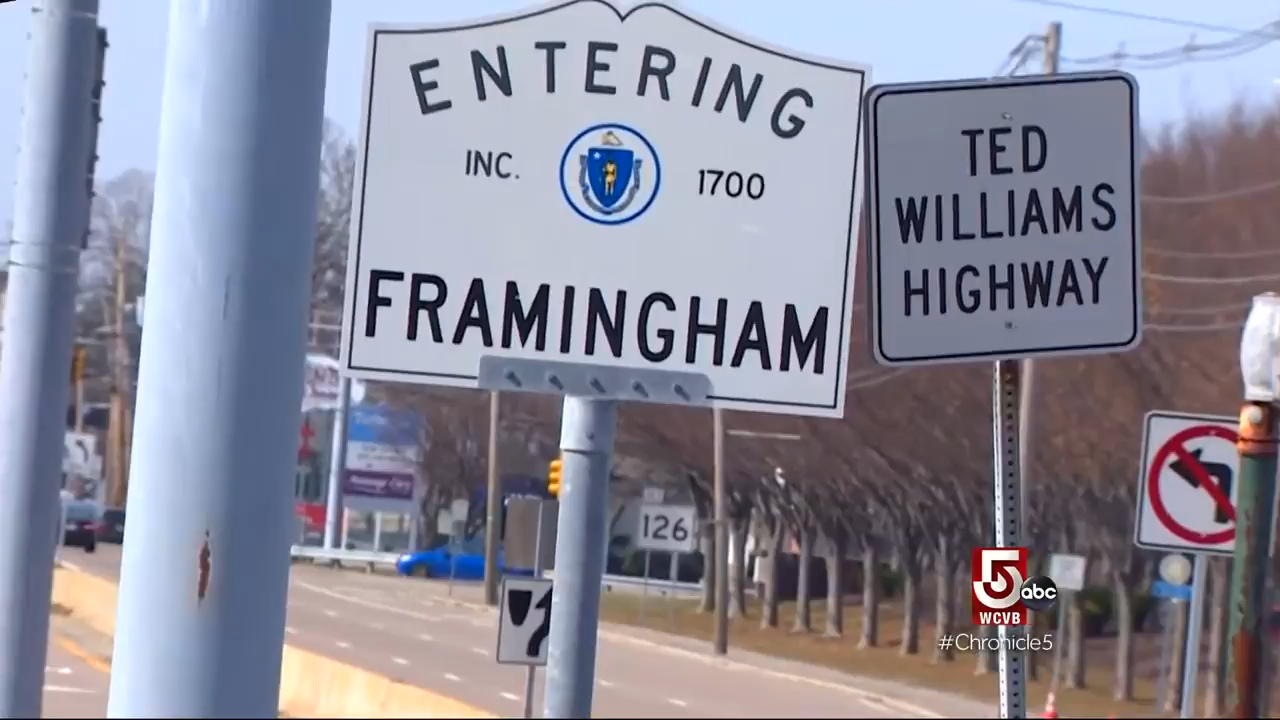 ENTERING
INC. 1700
FRAMINGHAM
TED
WILLIAMS
HIGHWAY
126
5
abc
WCVB
#Chronicle5